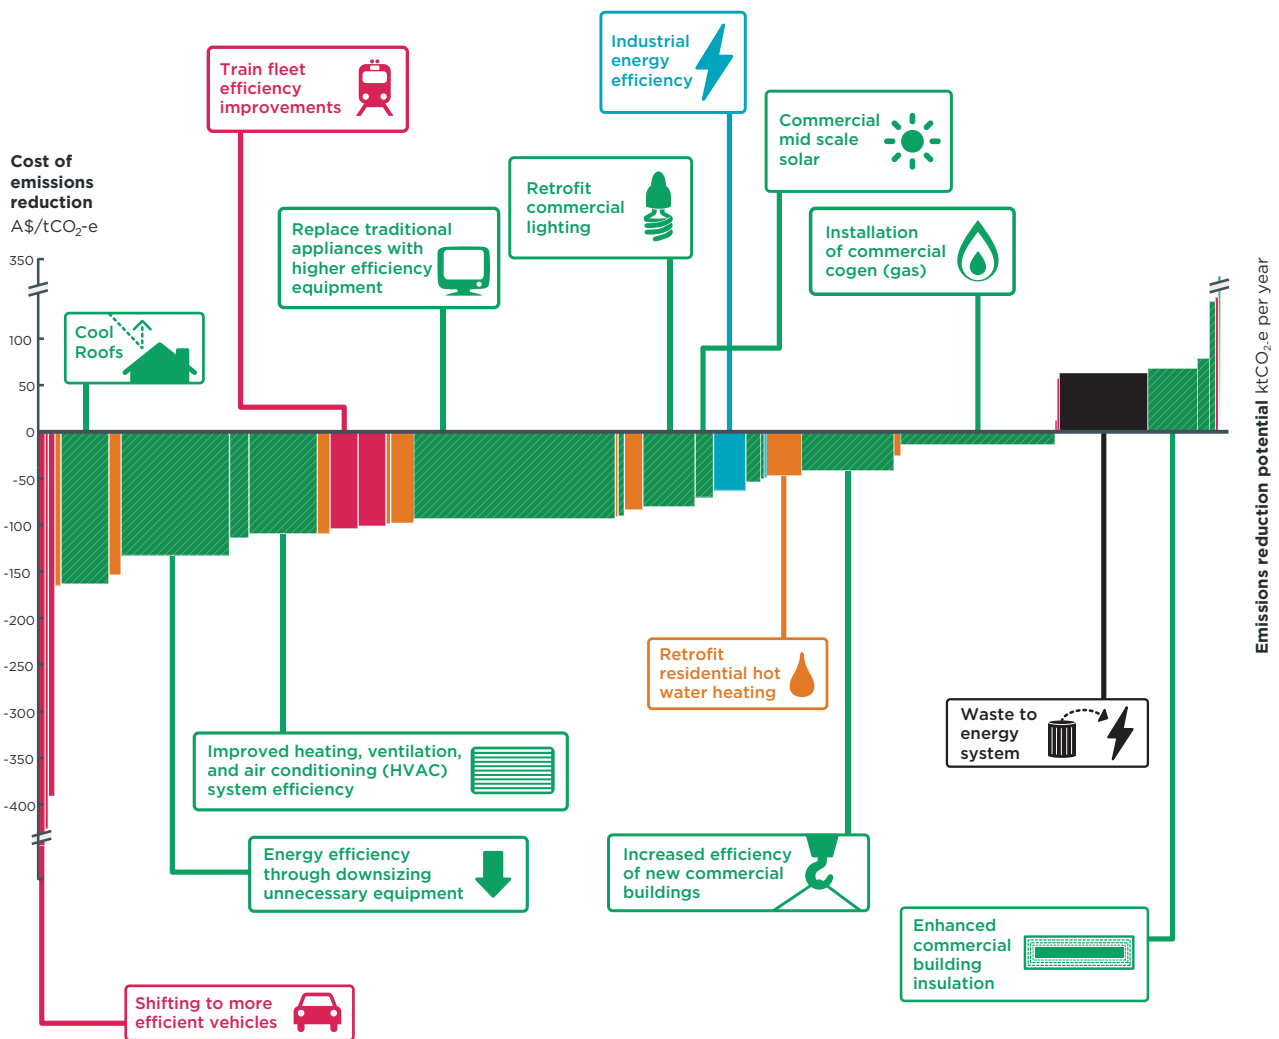 Industrial
energy
efficiency
Train fleet
efficiency
improvements
Commercial
mid scale
solar
Cost of
emissions
reduction
A$/tCO2-e
Retrofit
commercial
lighting
Replace traditional
appliances with
higher efficiency
equipment
Installation
of commercial
cogen (gas)
350
Cool
Roofs
100
50
0
-50
-100
-150
-200
-250
-300
-350
-400
Emissions reduction potential ktCO2-e per year
Retrofit
residential hot
water heating
Waste to
energy
system
Improved heating, ventilation,
and air conditioning (HVAC)
system efficiency
Energy efficiency
through downsizing
unnecessary equipment
Increased efficiency
of new commercial
buildings
Enhanced
commercial
building
insulation
Shifting to more
efficient vehicles